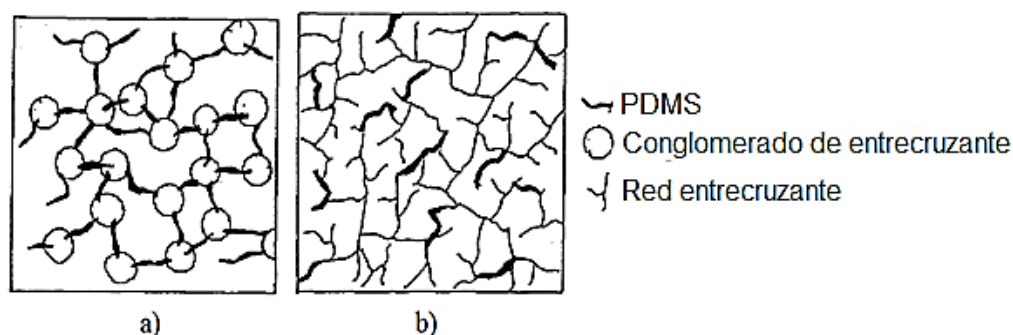 PDMS
Conglomerado de entrecruzante
Red entrecruzante
a)
b)